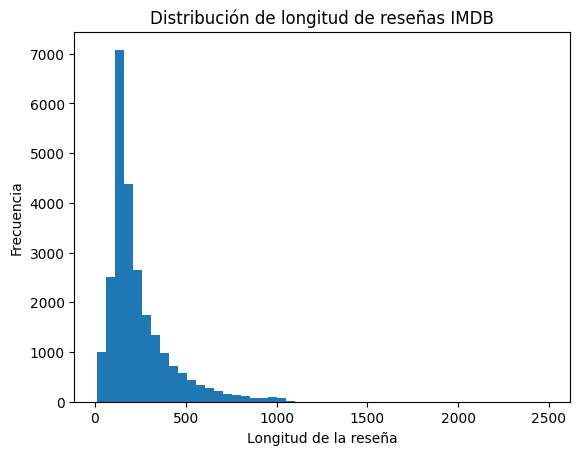 Distribución de longitud de reseñas IMDB
Frecuencia
7000
6000
5000
4000
3000
2000
1000
0
0 500 1000 1500 2000 2500
Longitud de la reseña